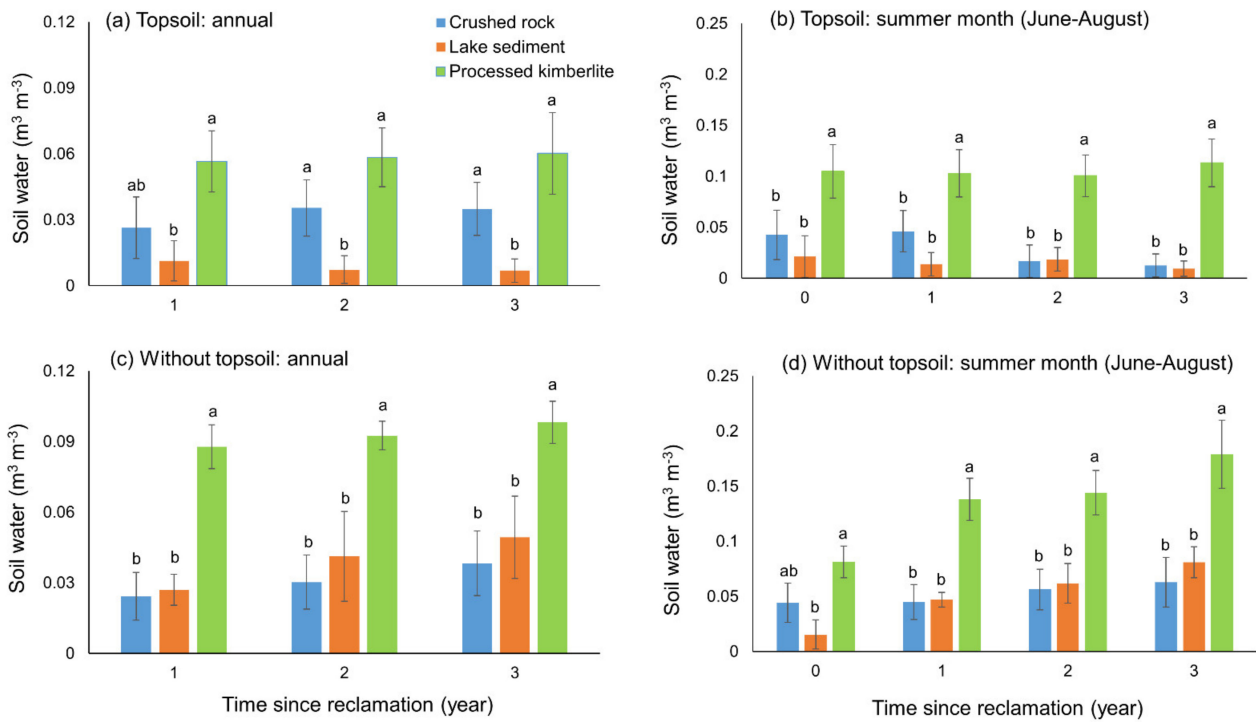 (a) Topsoil: annual
Crushed rock
Lake sediment
Processed kimberlite
Soil water (m³ m⁻³)
0.12
0.09
0.06
0.03
0
ab
b
a
a
b
a
a
b
a
1
2
3
(b) Topsoil: summer month (June-August)
Soil water (m³ m⁻³)
0.25
0.2
0.15
0.1
0.05
0
b
b
a
b
b
a
b
b
a
b
b
a
0
1
2
3
(c) Without topsoil: annual
Soil water (m³ m⁻³)
0.12
0.09
0.06
0.03
0
b
b
a
b
b
a
b
b
a
1
2
3
Time since reclamation (year)
(d) Without topsoil: summer month (June-August)
Soil water (m³ m⁻³)
0.25
0.2
0.15
0.1
0.05
0
ab
b
a
b
b
a
b
b
a
b
b
a
0
1
2
3
Time since reclamation (year)